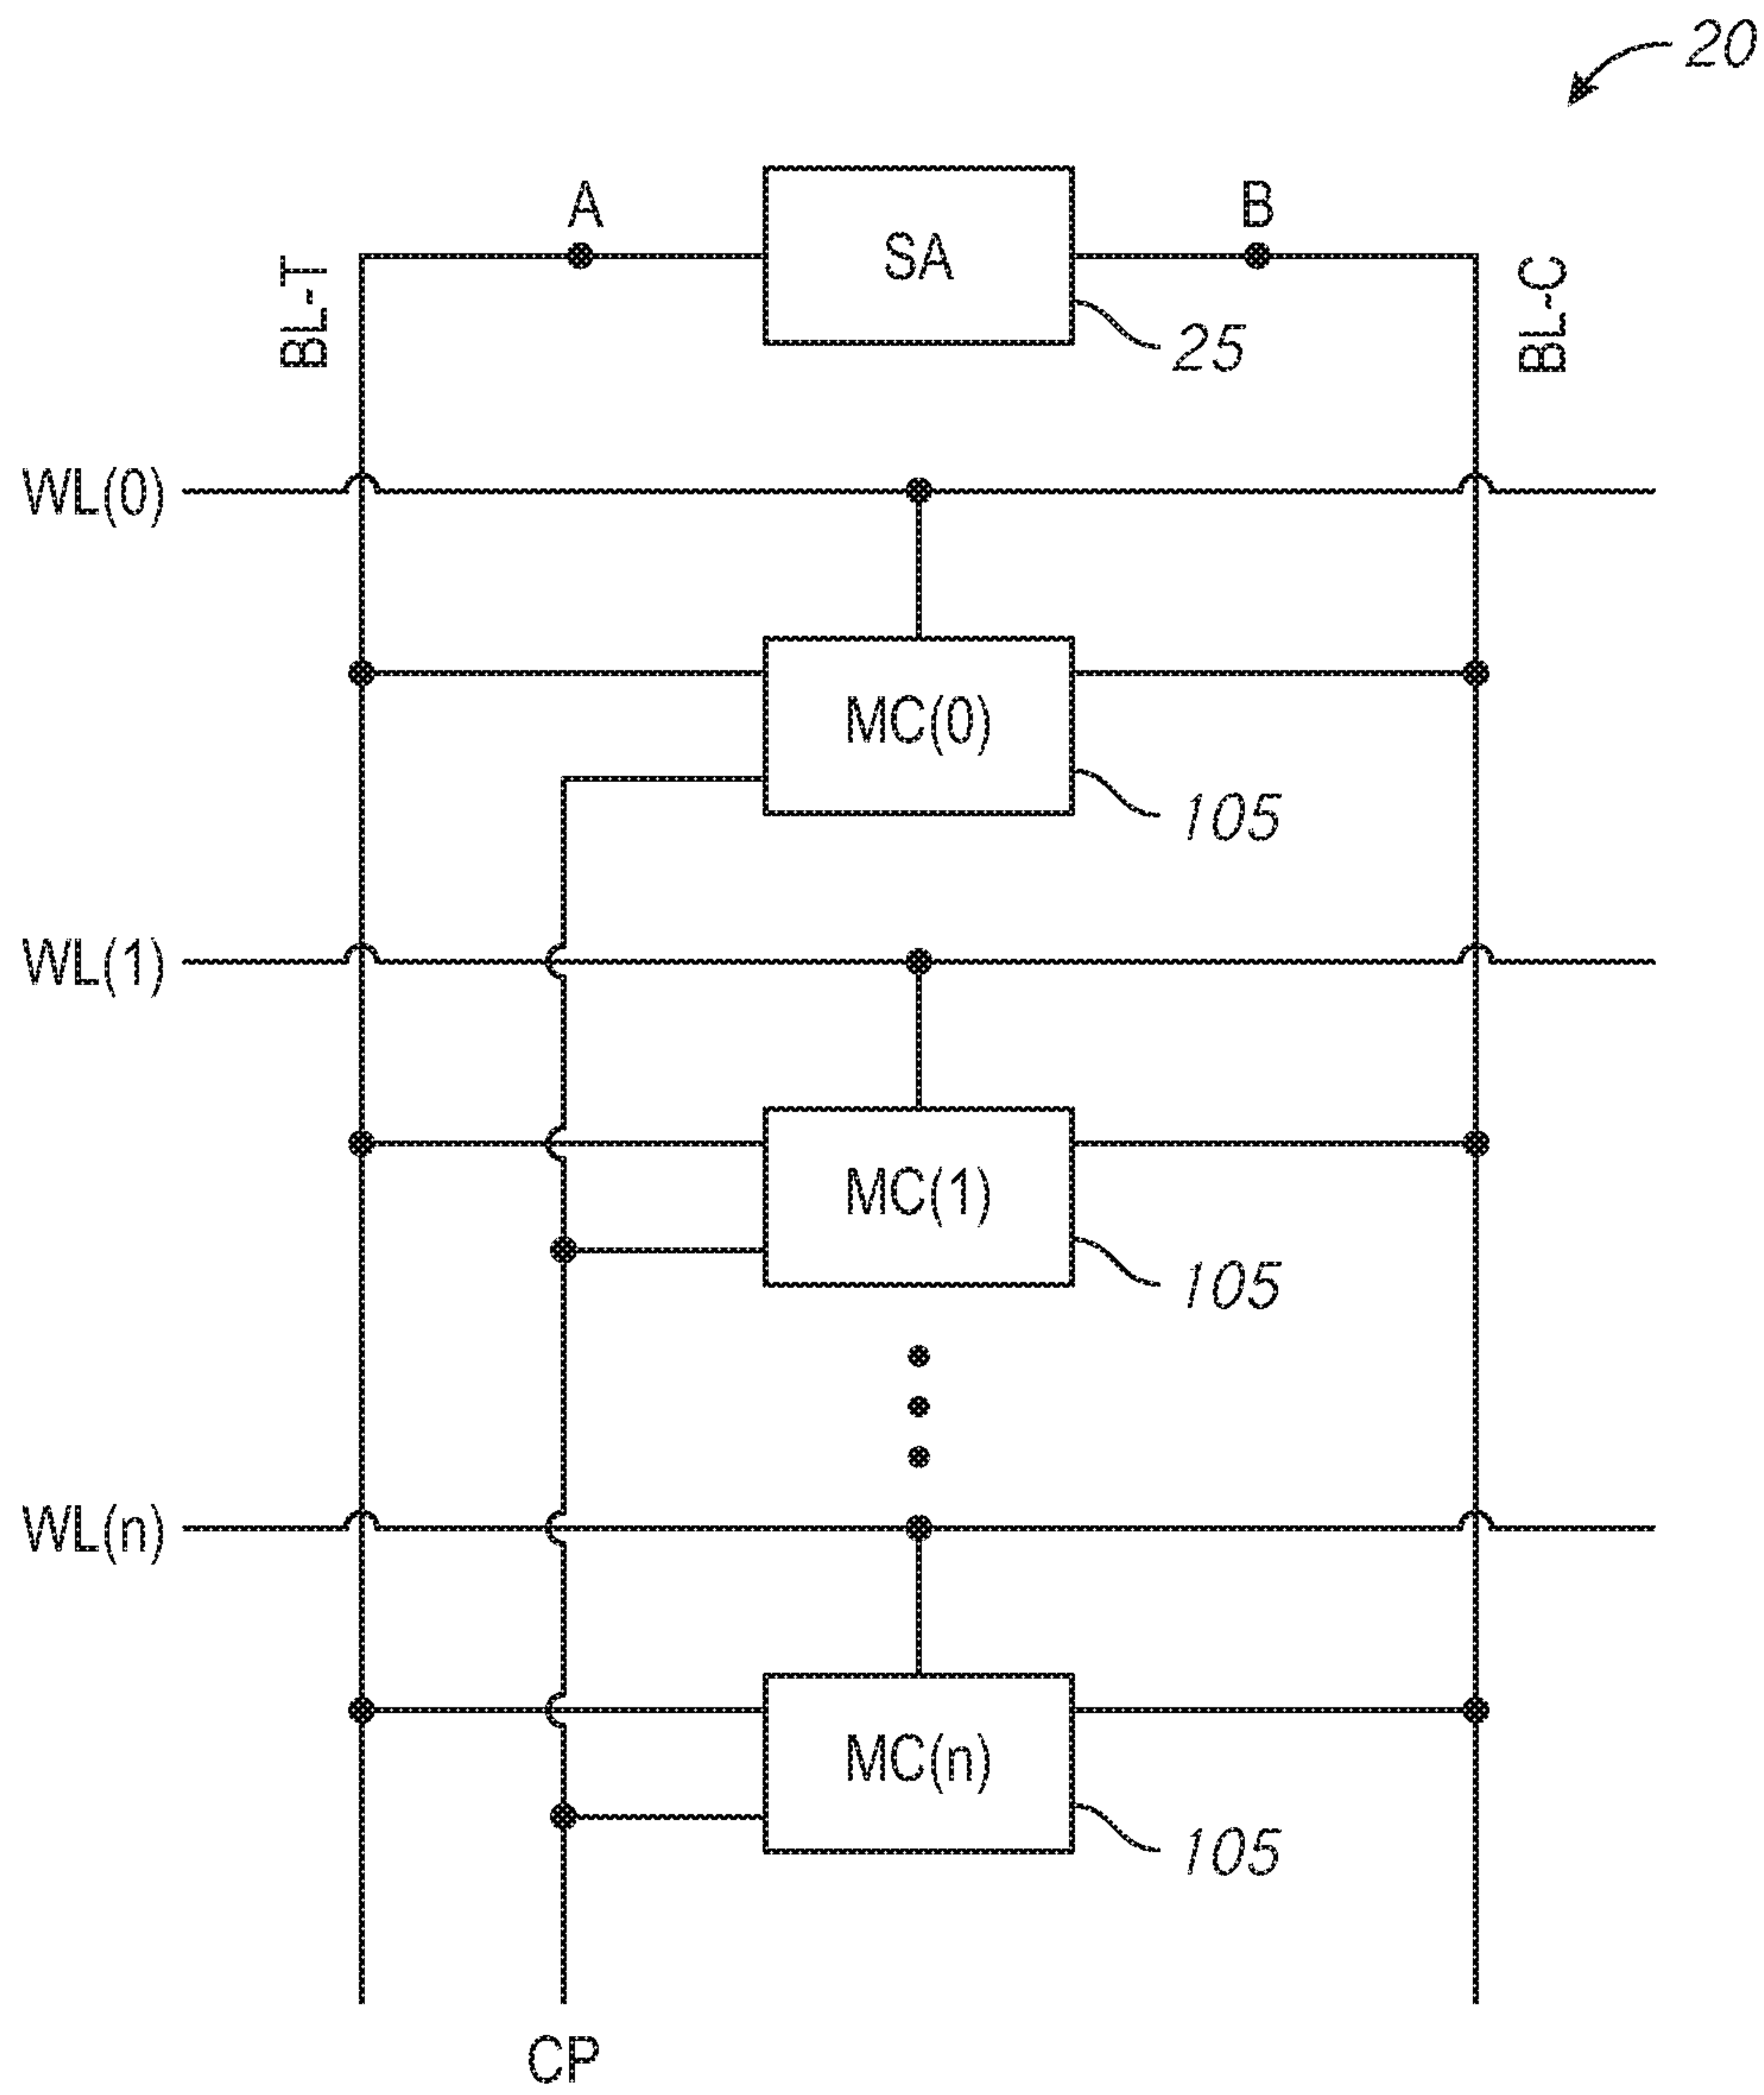 20
A
SA
B
BL-T
BL-C
25
WL(0)
MC(0)
105
WL(1)
MC(1)
105
WL(n)
MC(n)
105
CP